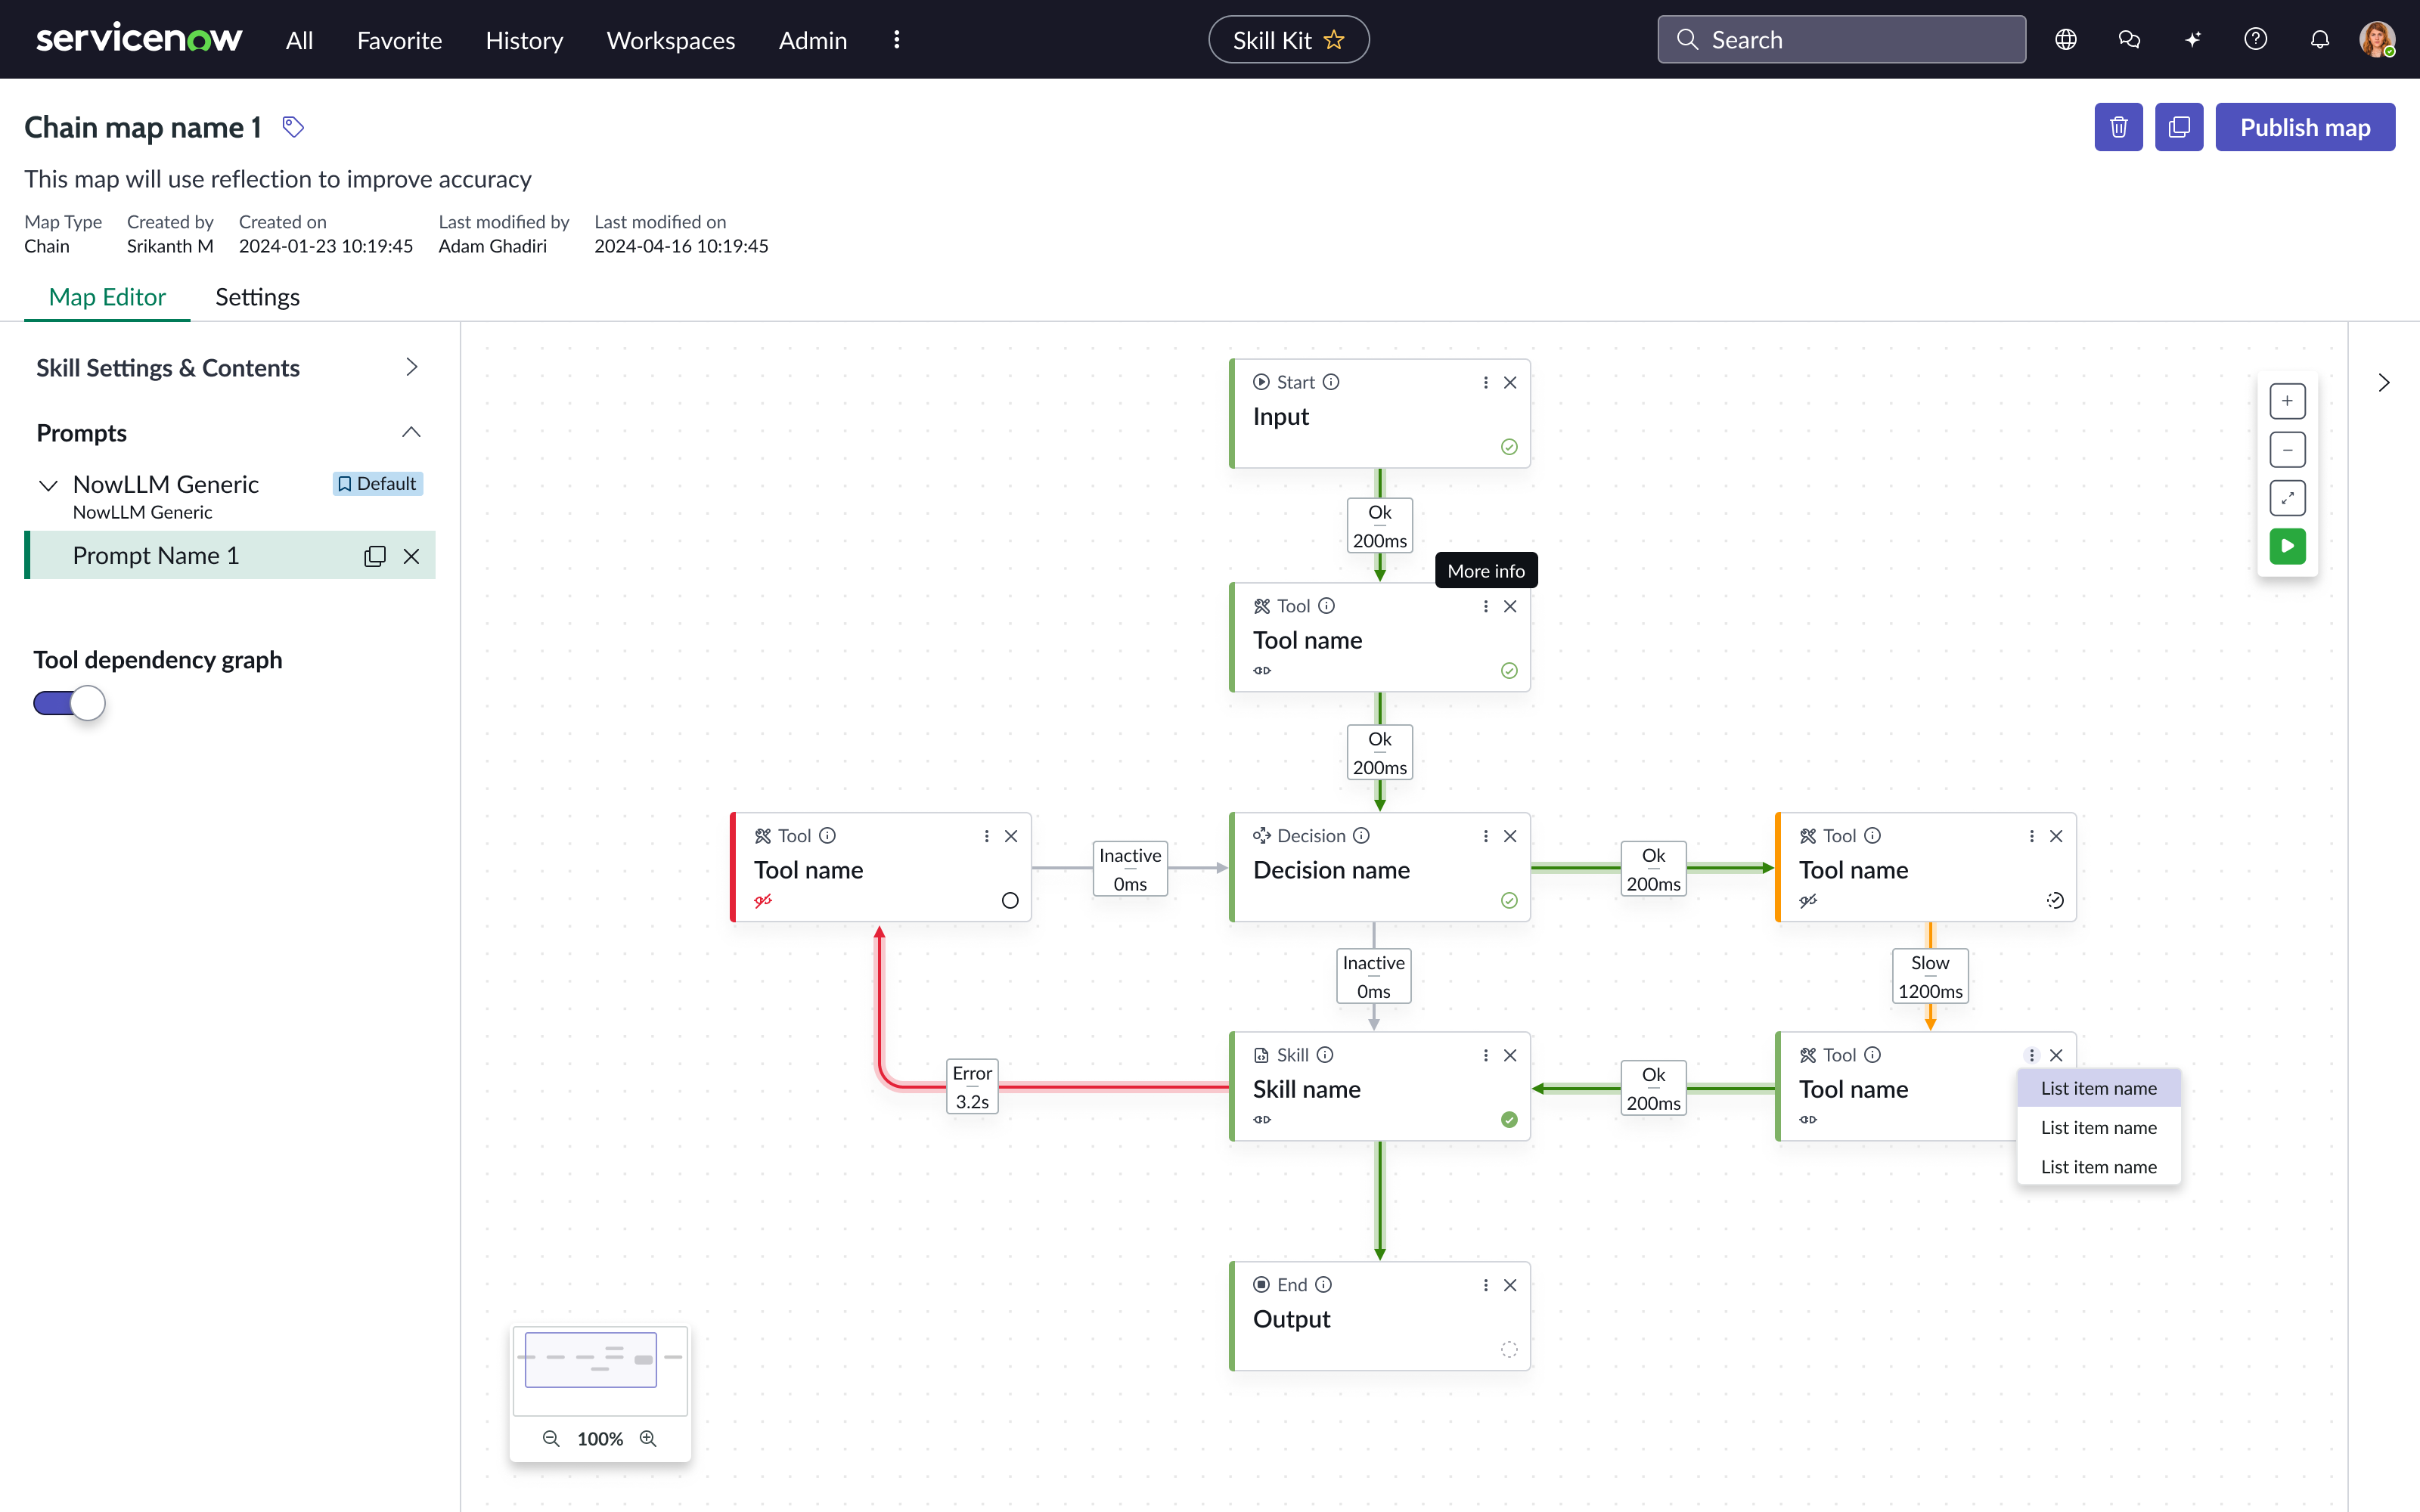 servicenow All Favorite History Workspaces Admin Skill Kit Search
Chain map name 1
Publish map
This map will use reflection to improve accuracy
Map Type Created by Created on Last modified by Last modified on
Chain Srikanth M 2024-01-23 10:19:45 Adam Ghadiri 2024-04-16 10:19:45
Map Editor Settings
Skill Settings & Contents
Prompts
NowLLM Generic Default
NowLLM Generic
Prompt Name 1
Tool dependency graph
Start
Input
Ok
200ms
More info
Tool
Tool name
Ok
200ms
Tool
Tool name
Inactive
0ms
Decision
Decision name
Ok
200ms
Tool
Tool name
Inactive
0ms
Slow
1200ms
Error
3.2s
Skill
Skill name
Ok
200ms
Tool
Tool name
List item name
List item name
List item name
End
Output
100%